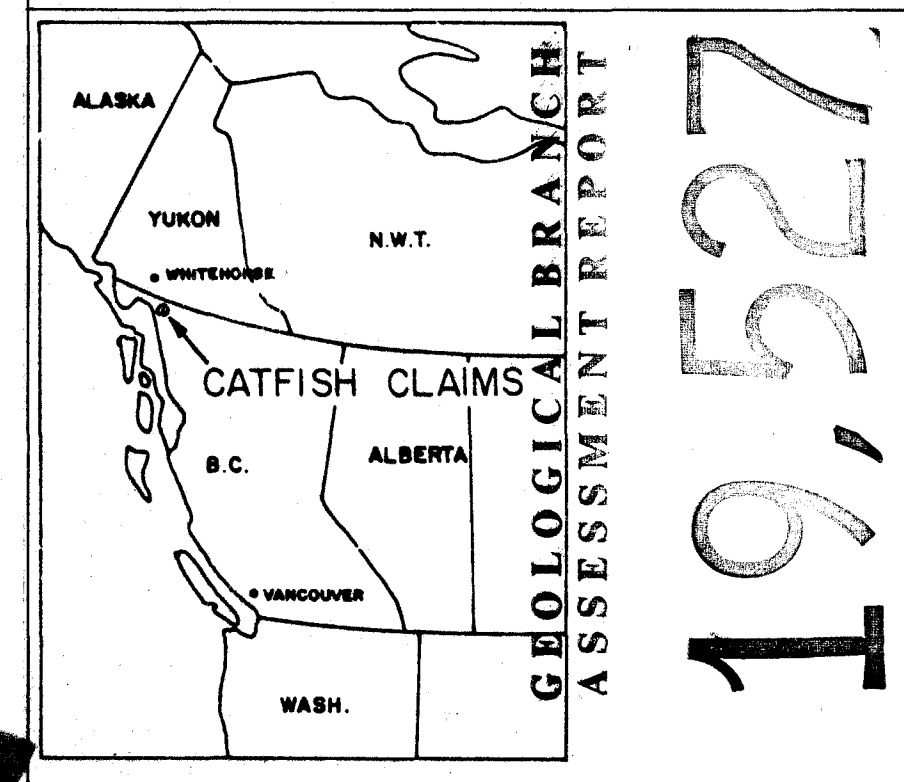 ALASKA
YUKON
N.W.T.
WHITEHORSE
CATFISH CLAIMS
B.C.
ALBERTA
VANCOUVER
WASH.
GEOLOGICAL BRANCH
ASSESSMENT REPORT
19,527